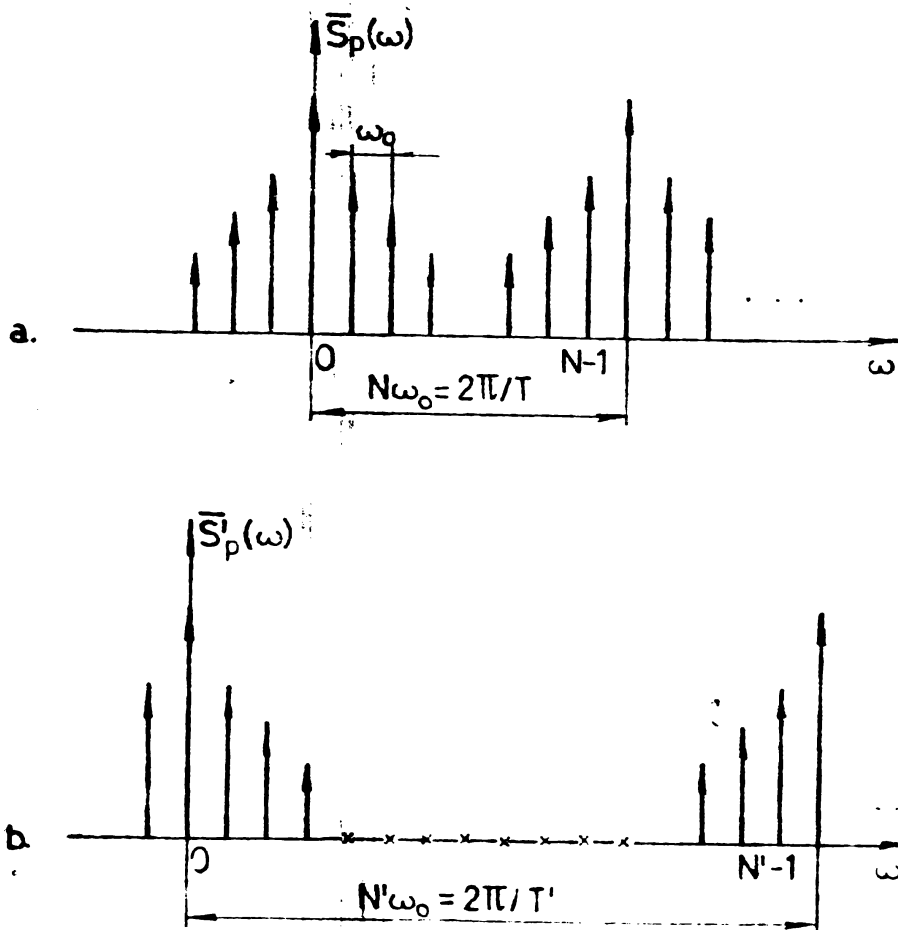 S̅p(ω)
ω₀
a.
0
N-1
ω
Nω₀ = 2π/T
...
S̅'p(ω)
b.
0
N'-1
ω
N'ω₀ = 2π/T'